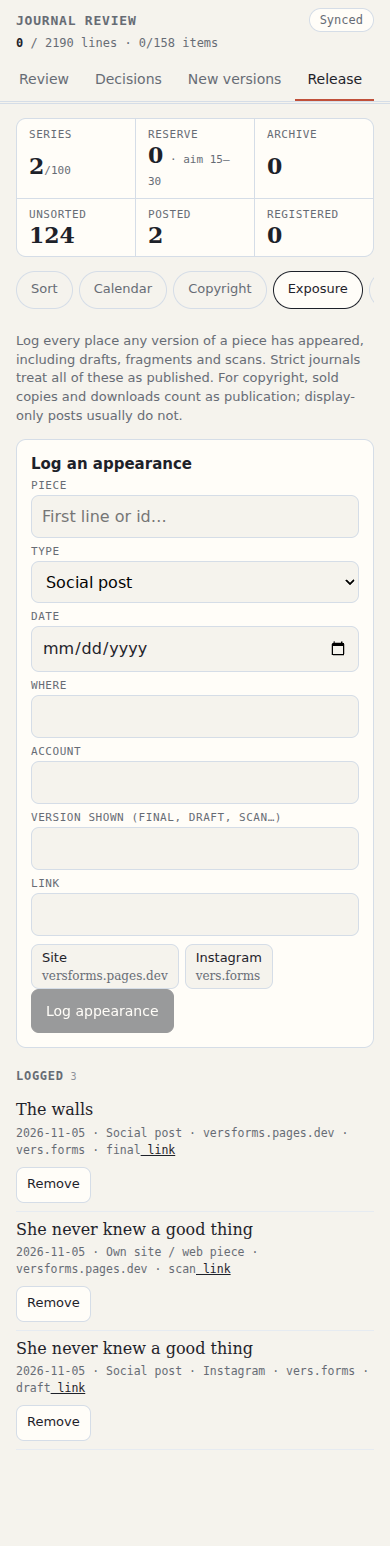 JOURNAL REVIEW
Synced
0 / 2190 lines · 0/158 items
Review Decisions New versions Release
SERIES
2/100
RESERVE
0 · aim 15–
30
ARCHIVE
0
UNSORTED
124
POSTED
2
REGISTERED
0
Sort Calendar Copyright Exposure
Log every place any version of a piece has appeared,
including drafts, fragments and scans. Strict journals
treat all of these as published. For copyright, sold
copies and downloads count as publication; display-
only posts usually do not.
Log an appearance
PIECE
First line or id…
TYPE
Social post
DATE
mm/dd/yyyy
WHERE
ACCOUNT
VERSION SHOWN (FINAL, DRAFT, SCAN…)
LINK
Site
versforms.pages.dev
Instagram
vers.forms
Log appearance
LOGGED 3
The walls
2026-11-05 · Social post · versforms.pages.dev ·
vers.forms · final link
Remove
She never knew a good thing
2026-11-05 · Own site / web piece ·
versforms.pages.dev · scan link
Remove
She never knew a good thing
2026-11-05 · Social post · Instagram · vers.forms ·
draft link
Remove